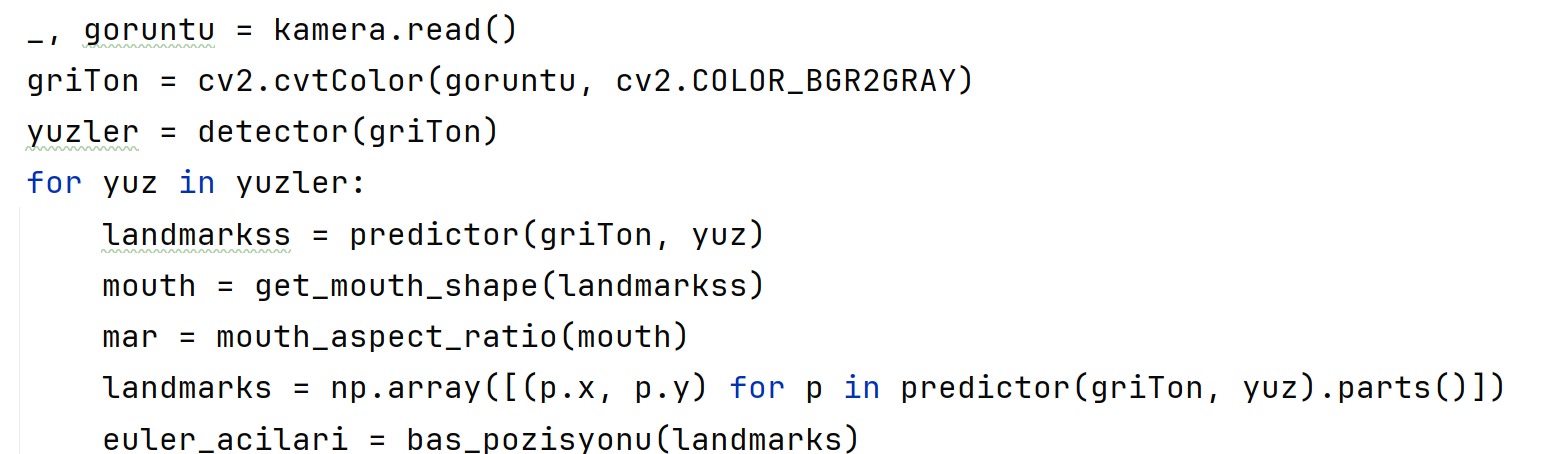 _, goruntu = kamera.read()
griTon = cv2.cvtColor(goruntu, cv2.COLOR_BGR2GRAY)
yuzler = detector(griTon)
for yuz in yuzler:
    landmarkss = predictor(griTon, yuz)
    mouth = get_mouth_shape(landmarkss)
    mar = mouth_aspect_ratio(mouth)
    landmarks = np.array([(p.x, p.y) for p in predictor(griTon, yuz).parts()])
    euler_acilari = bas_pozisyonu(landmarks)